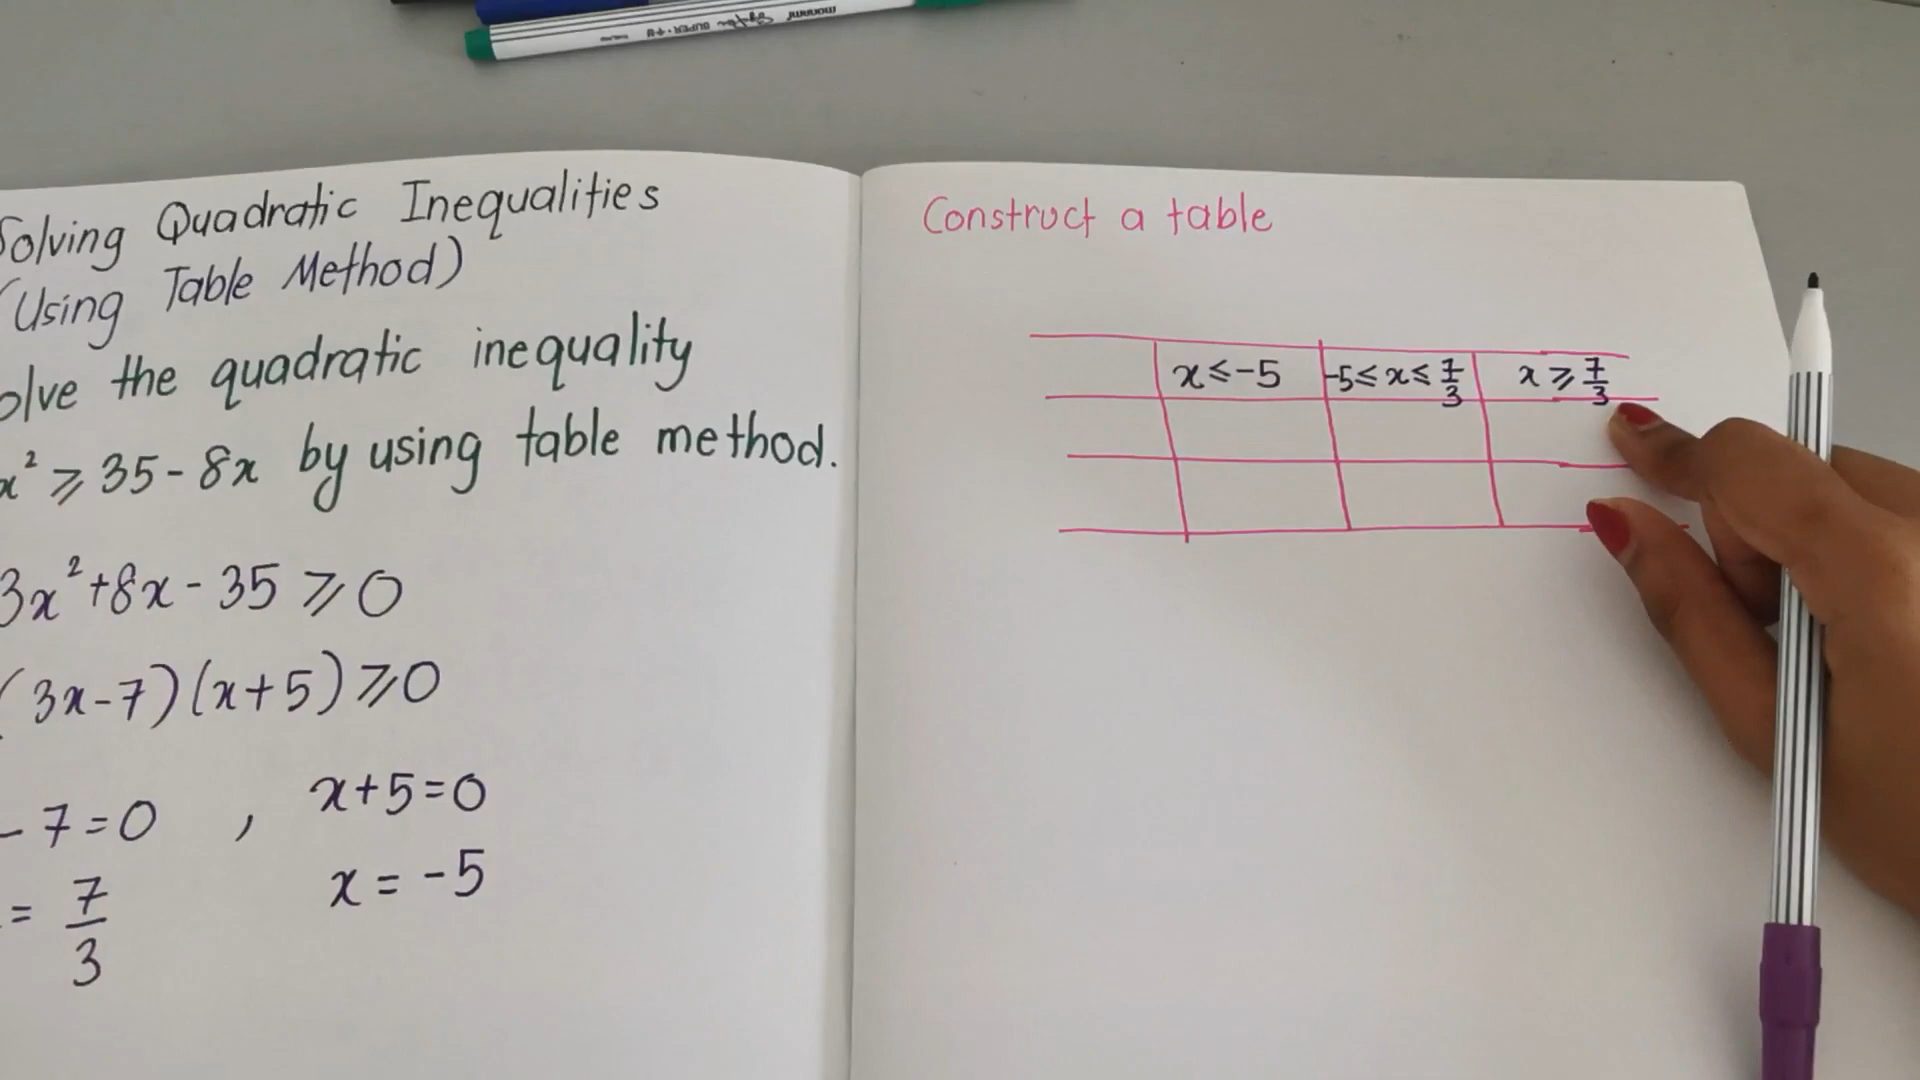 Solving Quadratic Inequalities
(Using Table Method)
olve the quadratic inequality
x² ⩾ 35 - 8x by using table method.
3x² + 8x - 35 ⩾ 0
(3x - 7)(x + 5) ⩾ 0
- 7 = 0 , x + 5 = 0
= 7/3 x = -5
Construct a table
x ⩽ -5 -5 ⩽ x ⩽ 7/3 x ⩾ 7/3